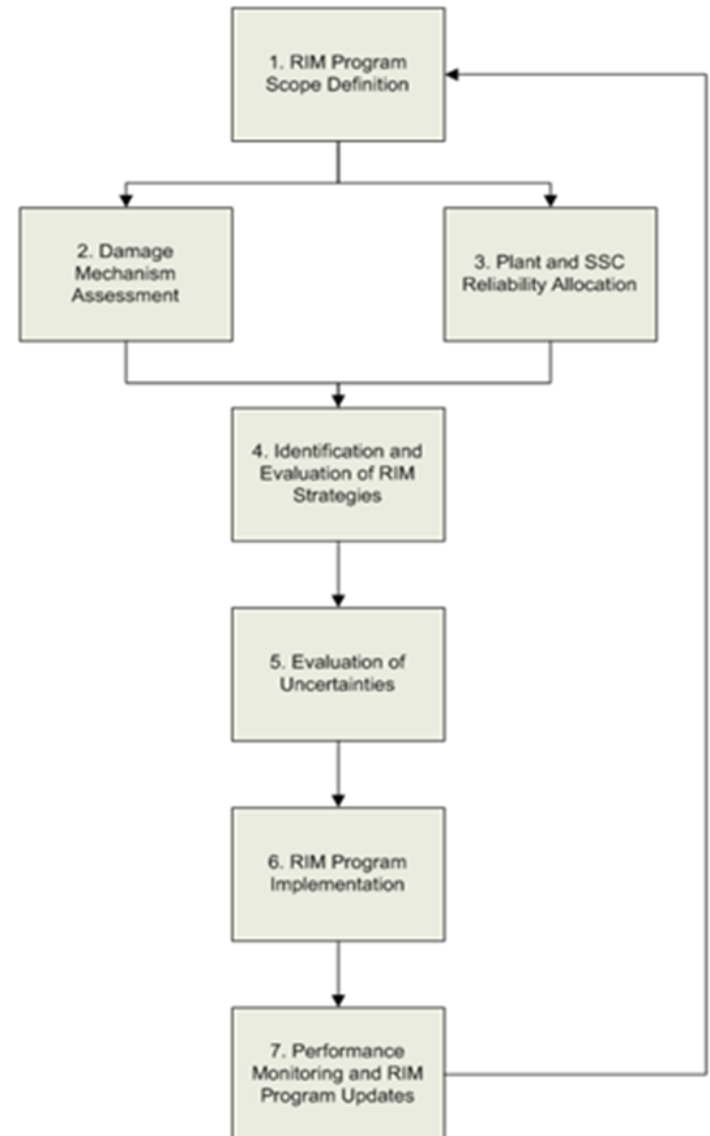 1. RIM Program
Scope Definition
2. Damage
Mechanism
Assessment
3. Plant and SSC
Reliability Allocation
4. Identification and
Evaluation of RIM
Strategies
5. Evaluation of
Uncertainties
6. RIM Program
Implementation
7. Performance
Monitoring and RIM
Program Updates